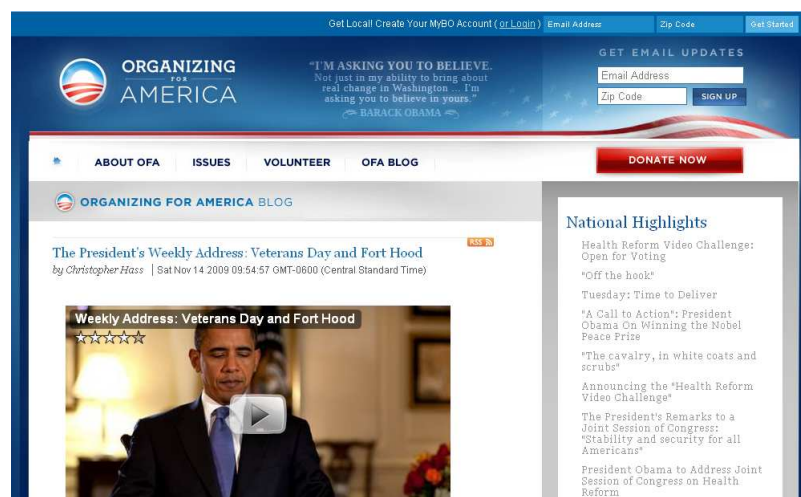 Get Local! Create Your MyBO Account ( or Login ) Email Address Zip Code Get Started
ORGANIZING
FOR
AMERICA
"I'M ASKING YOU TO BELIEVE.
Not just in my ability to bring about
real change in Washington ... I'm
asking you to believe in yours."
BARACK OBAMA
GET EMAIL UPDATES
Email Address
Zip Code SIGN UP
ABOUT OFA ISSUES VOLUNTEER OFA BLOG DONATE NOW
ORGANIZING FOR AMERICA BLOG
RSS
The President's Weekly Address: Veterans Day and Fort Hood
by Christopher Hass | Sat Nov 14 2009 09:54:57 GMT-0600 (Central Standard Time)
Weekly Address: Veterans Day and Fort Hood
National Highlights
Health Reform Video Challenge:
Open for Voting
"Off the hook"
Tuesday: Time to Deliver
"A Call to Action": President
Obama On Winning the Nobel
Peace Prize
"The cavalry, in white coats and
scrubs"
Announcing the "Health Reform
Video Challenge"
The President's Remarks to a
Joint Session of Congress:
"Stability and security for all
Americans"
President Obama to Address Joint
Session of Congress on Health
Reform